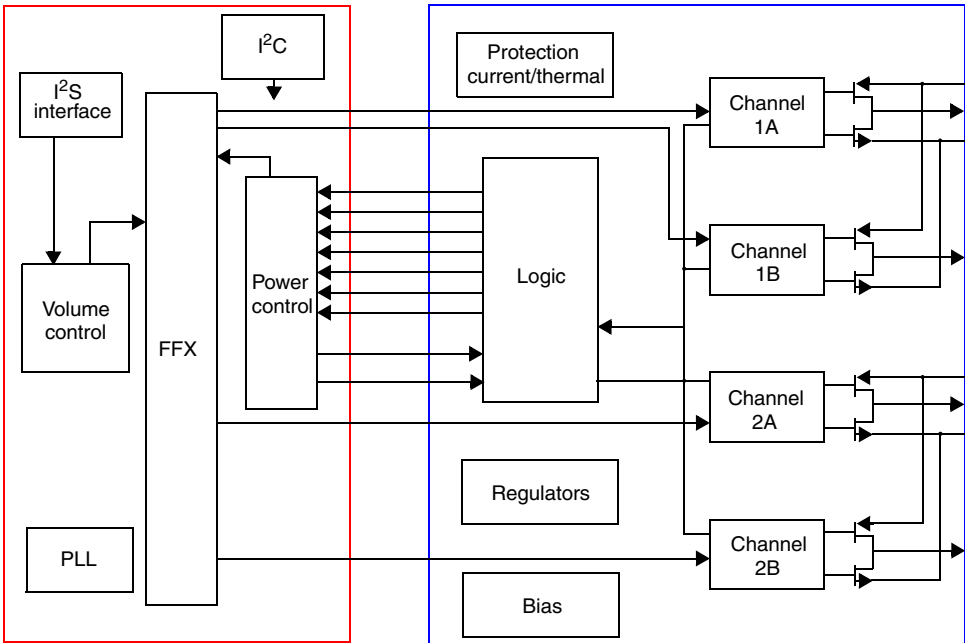 I²C
I²S
interface
Volume
control
PLL
FFX
Power
control
Protection
current/thermal
Logic
Regulators
Bias
Channel
1A
Channel
1B
Channel
2A
Channel
2B